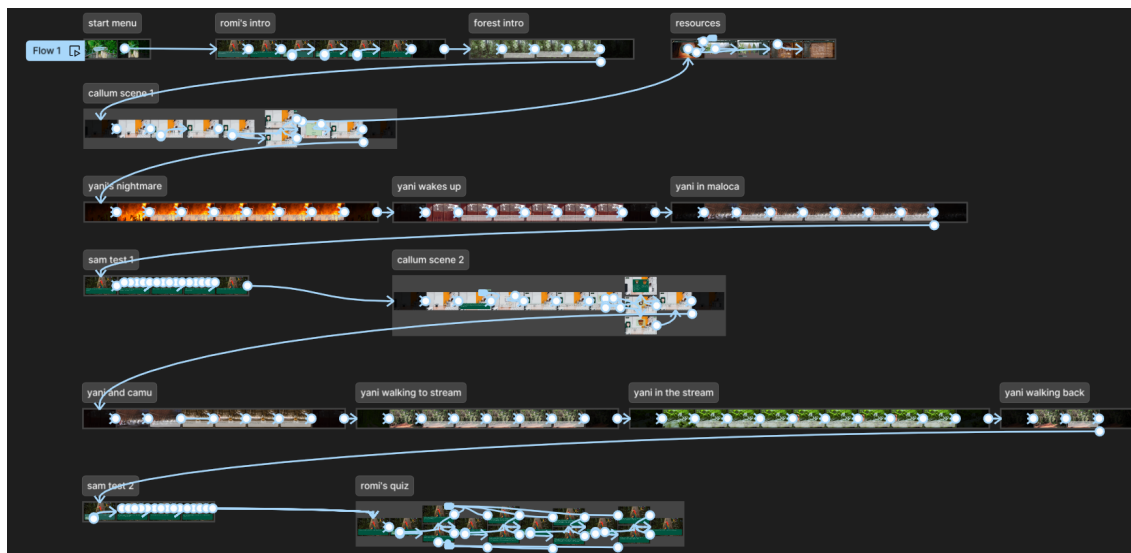 start menu
romi's intro
forest intro
resources
Flow 1
callum scene 1
yani's nightmare
yani wakes up
yani in maloca
sam test 1
callum scene 2
yani and camu
yani walking to stream
yani in the stream
yani walking back
sam test 2
romi's quiz